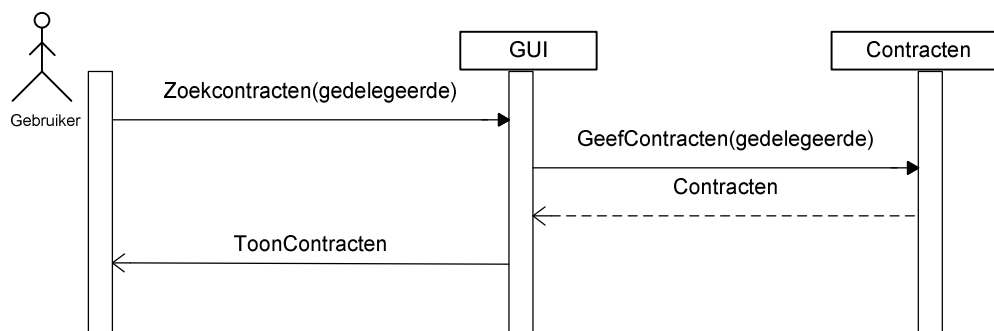 GUI
Contracten
Gebruiker
Zoekcontracten(gedelegeerde)
GeefContracten(gedelegeerde)
Contracten
ToonContracten